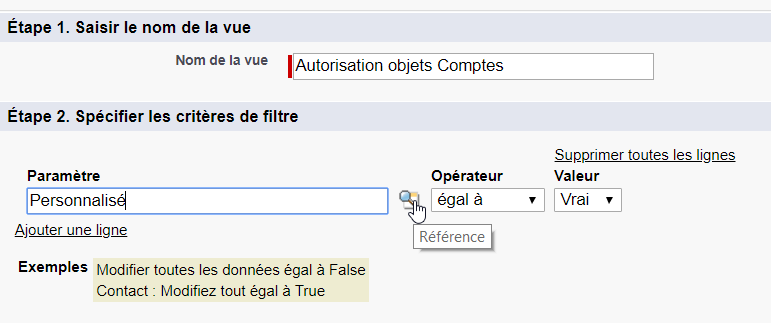 Étape 1. Saisir le nom de la vue
Nom de la vue Autorisation objets Comptes
Étape 2. Spécifier les critères de filtre
Supprimer toutes les lignes
Paramètre Opérateur Valeur
Personnalisé égal à Vrai
Ajouter une ligne
Référence
Exemples Modifier toutes les données égal à False
Contact : Modifiez tout égal à True